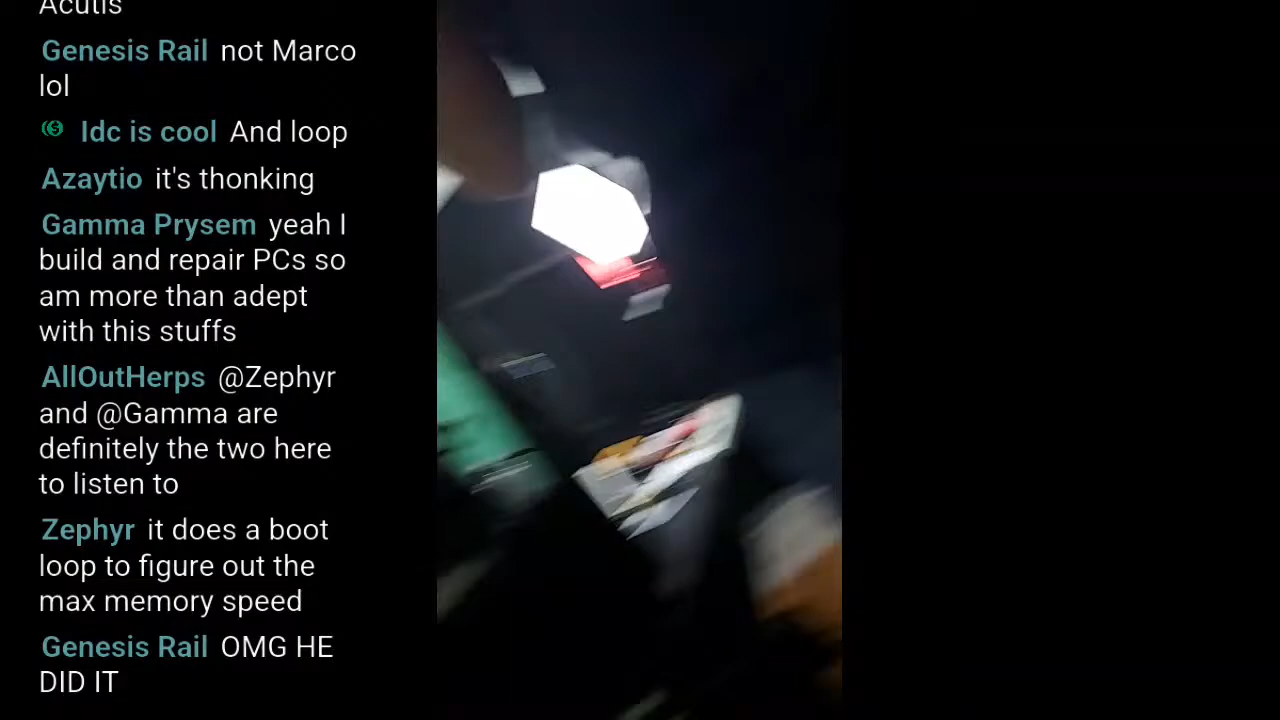 Acutis
Genesis Rail not Marco
lol
Idc is cool And loop
Azaytio it's thonking
Gamma Prysem yeah I
build and repair PCs so
am more than adept
with this stuffs
AllOutHerps @Zephyr
and @Gamma are
definitely the two here
to listen to
Zephyr it does a boot
loop to figure out the
max memory speed
Genesis Rail OMG HE
DID IT